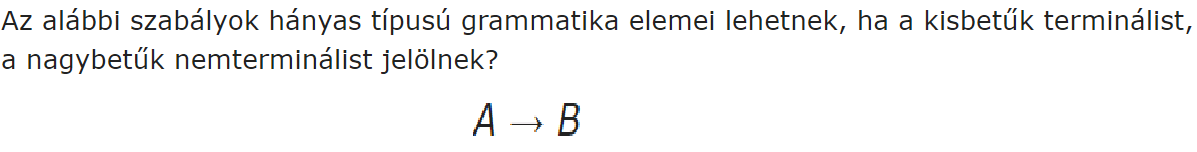 Az alábbi szabályok hányas típusú grammatika elemei lehetnek, ha a kisbetűk terminálist,
a nagybetűk nemterminálist jelölnek?
A → B